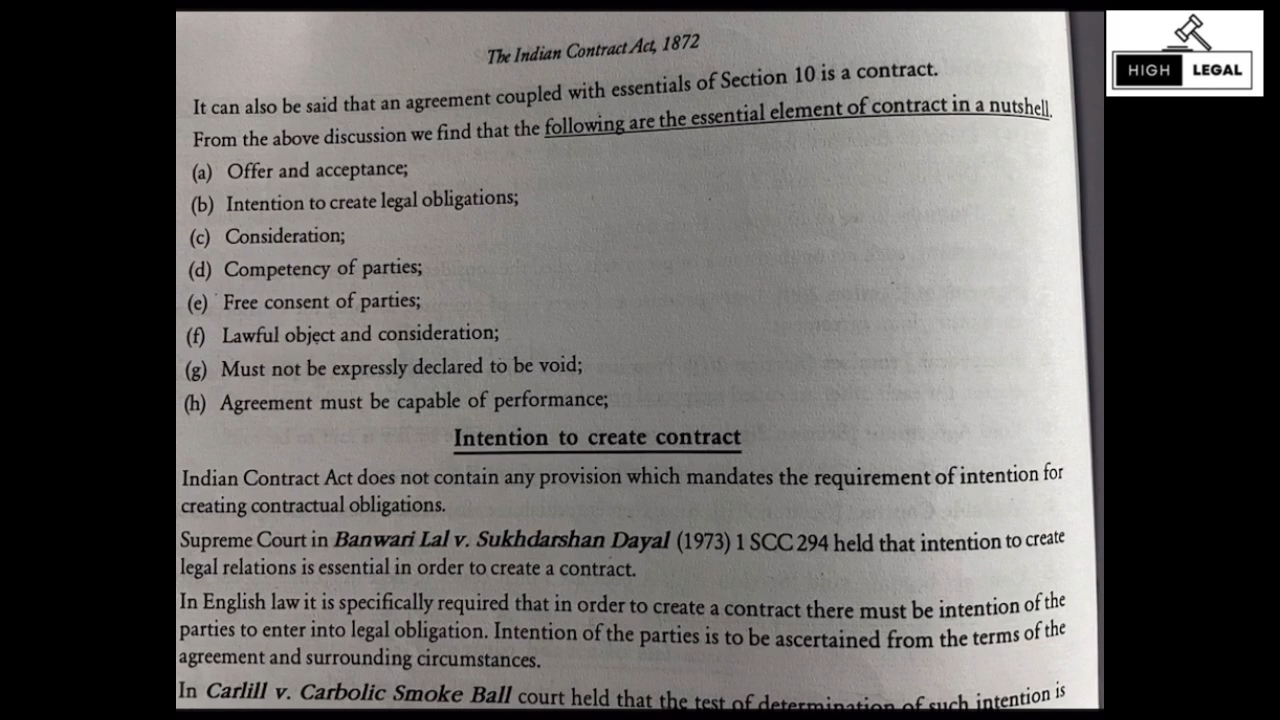 The Indian Contract Act, 1872
HIGH LEGAL
It can also be said that an agreement coupled with essentials of Section 10 is a contract.
From the above discussion we find that the following are the essential element of contract in a nutshell.
(a) Offer and acceptance;
(b) Intention to create legal obligations;
(c) Consideration;
(d) Competency of parties;
(e) Free consent of parties;
(f) Lawful object and consideration;
(g) Must not be expressly declared to be void;
(h) Agreement must be capable of performance;
Intention to create contract
Indian Contract Act does not contain any provision which mandates the requirement of intention for
creating contractual obligations.
Supreme Court in Banwari Lal v. Sukhdarshan Dayal (1973) 1 SCC 294 held that intention to create
legal relations is essential in order to create a contract.
In English law it is specifically required that in order to create a contract there must be intention of the
parties to enter into legal obligation. Intention of the parties is to be ascertained from the terms of the
agreement and surrounding circumstances.
In Carlill v. Carbolic Smoke Ball court held that the test of determination of such intention is